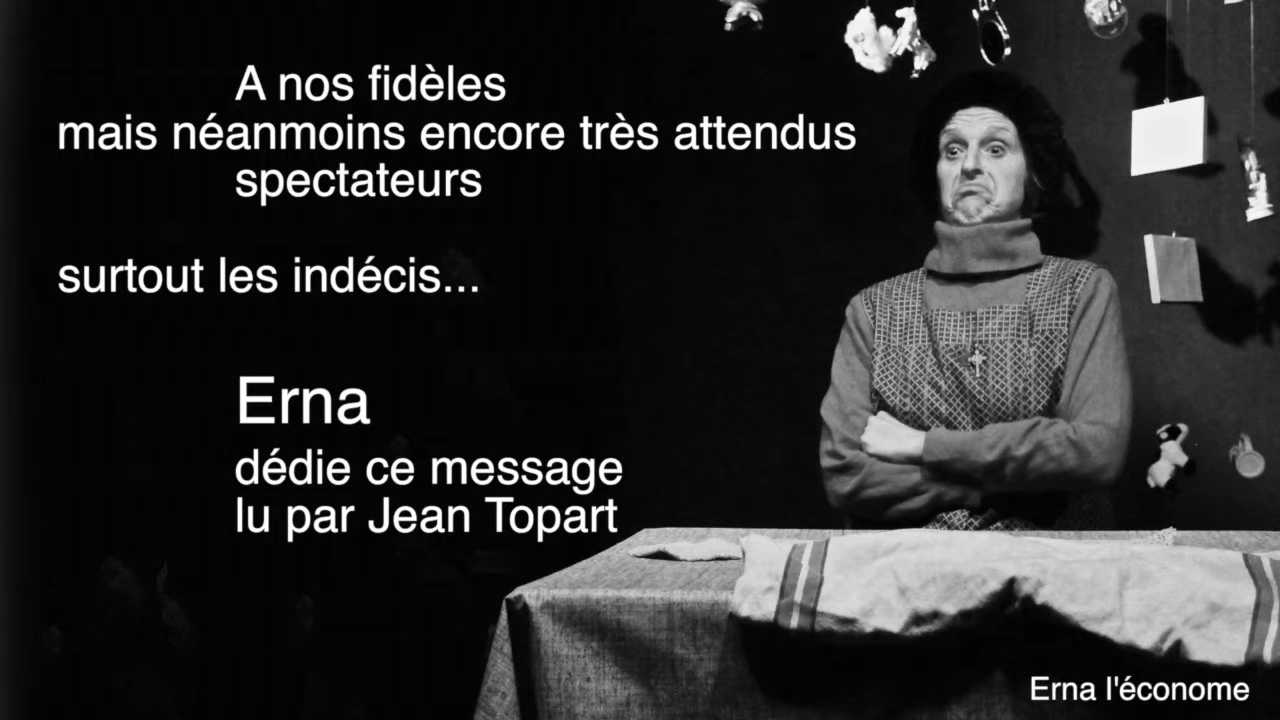 A nos fidèles
mais néanmoins encore très attendus
spectateurs
surtout les indécis...
Erna
dédie ce message
lu par Jean Topart
Erna l'économe